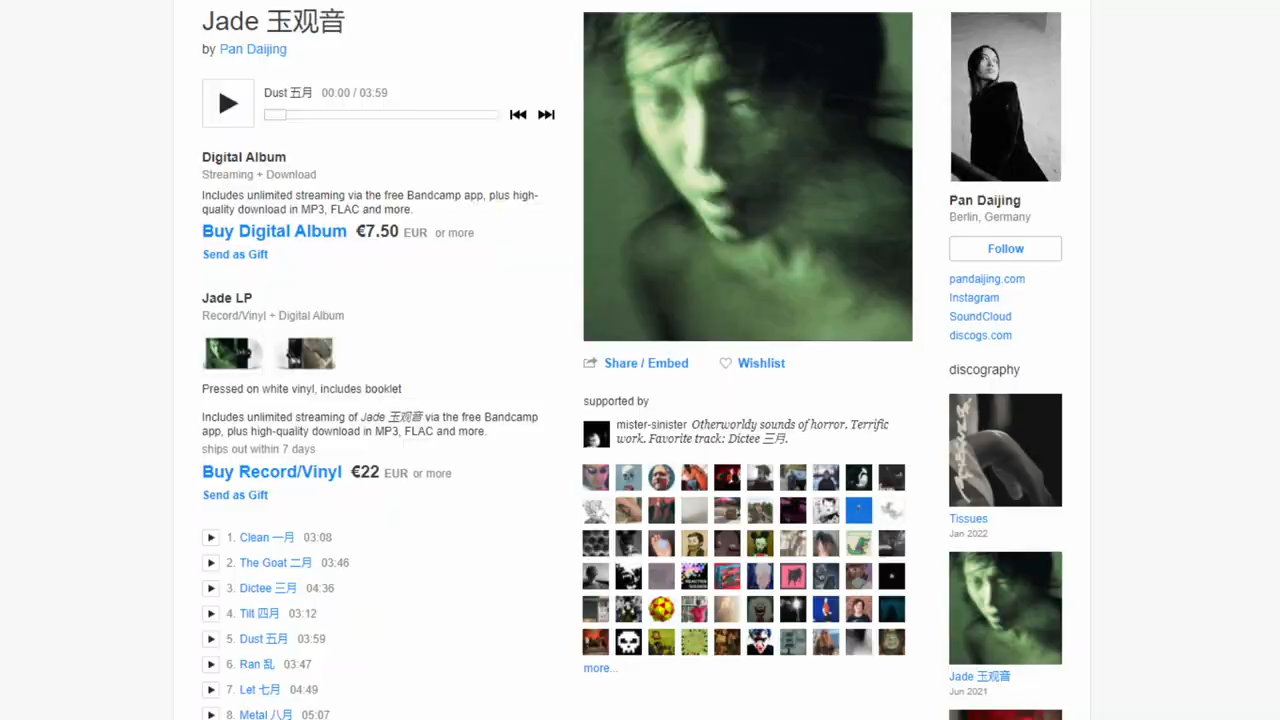 Jade 玉观音
by Pan Daijing
Dust 五月 00:00 / 03:59
Digital Album
Streaming + Download
Includes unlimited streaming via the free Bandcamp app, plus high-
quality download in MP3, FLAC and more.
Buy Digital Album €7.50 EUR or more
Send as Gift
Jade LP
Record/Vinyl + Digital Album
Pressed on white vinyl, includes booklet
Includes unlimited streaming of Jade 玉观音 via the free Bandcamp
app, plus high-quality download in MP3, FLAC and more.
ships out within 7 days
Buy Record/Vinyl €22 EUR or more
Send as Gift
1. Clean 一月 03:08
2. The Goat 二月 03:46
3. Dictee 三月 04:36
4. Tilt 四月 03:12
5. Dust 五月 03:59
6. Ran 乱 03:47
7. Let 七月 04:49
8. Metal 八月 05:07
Share / Embed
Wishlist
supported by
mister-sinister Otherworldly sounds of horror. Terrific
work. Favorite track: Dictee 三月.
more...
Pan Daijing
Berlin, Germany
Follow
pandaijing.com
Instagram
SoundCloud
discogs.com
discography
Tissues
Jan 2022
Jade 玉观音
Jun 2021